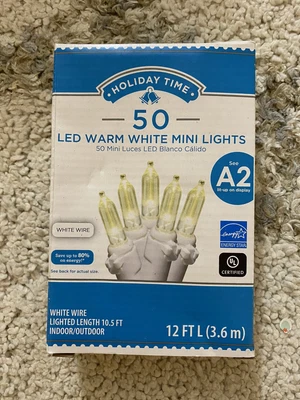 HOLIDAY TIME
50
LED WARM WHITE MINI LIGHTS
50 Mini Luces LED Blanco Cálido
See
A2
lit-up on display
WHITE WIRE
Save up to 80%
on energy!*
See back for actual size.
energy
ENERGY STAR
UL
CERTIFIED
WHITE WIRE
LIGHTED LENGTH 10.5 FT
INDOOR/OUTDOOR
12 FT L (3.6 m)